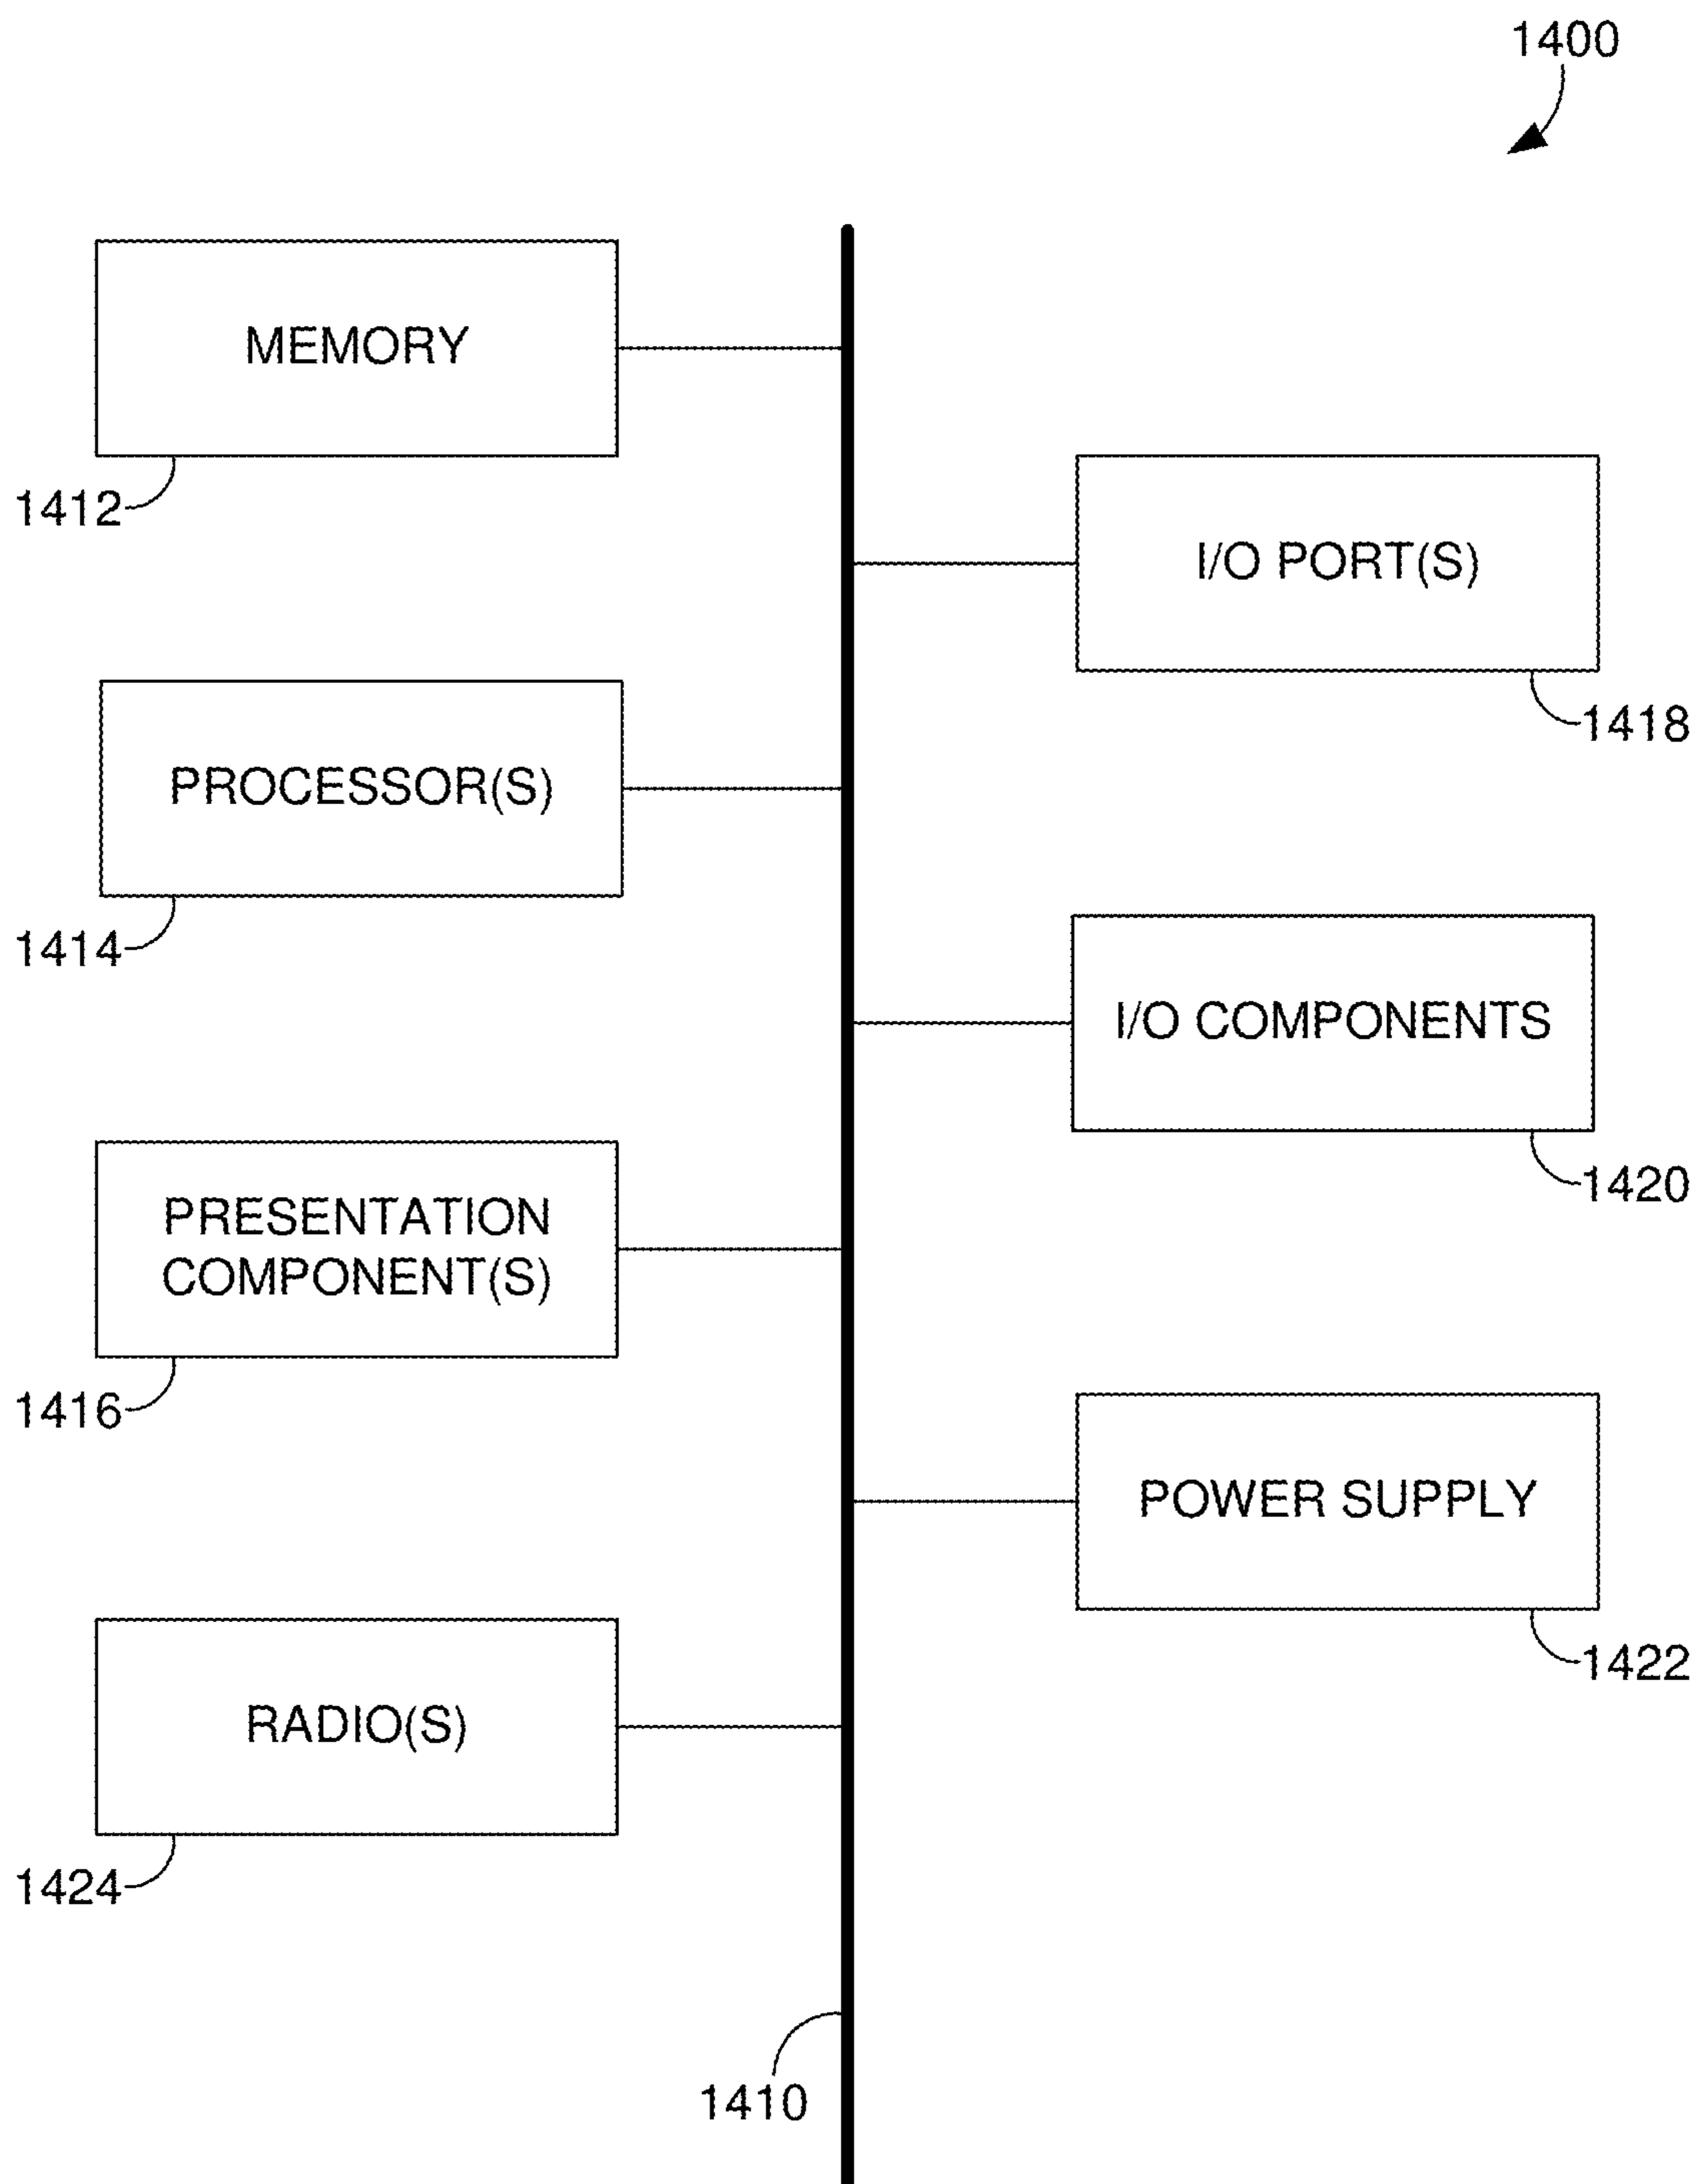 1400
MEMORY
1412
I/O PORT(S)
1418
PROCESSOR(S)
1414
I/O COMPONENTS
1420
PRESENTATION
COMPONENT(S)
1416
POWER SUPPLY
1422
RADIO(S)
1424
1410